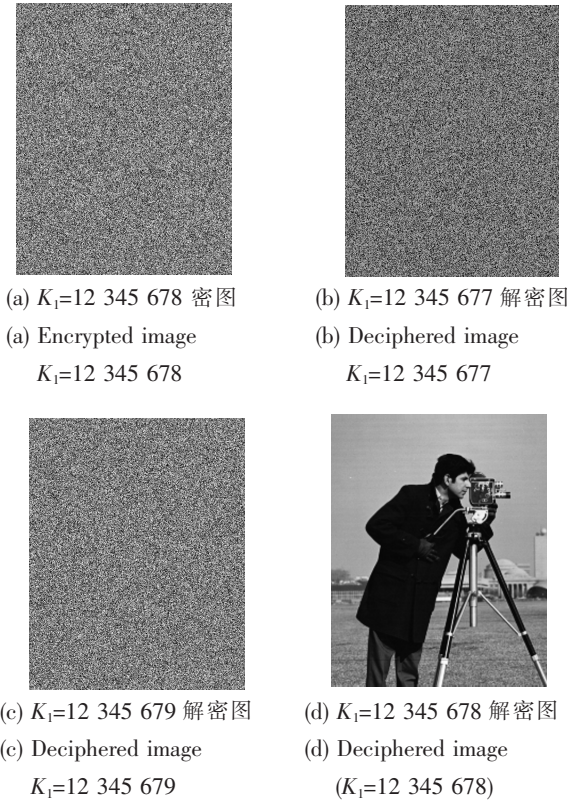 (a) K₁=12 345 678 密图
(a) Encrypted image
K₁=12 345 678
(b) K₁=12 345 677 解密图
(b) Deciphered image
K₁=12 345 677
(c) K₁=12 345 679 解密图
(c) Deciphered image
K₁=12 345 679
(d) K₁=12 345 678 解密图
(d) Deciphered image
(K₁=12 345 678)